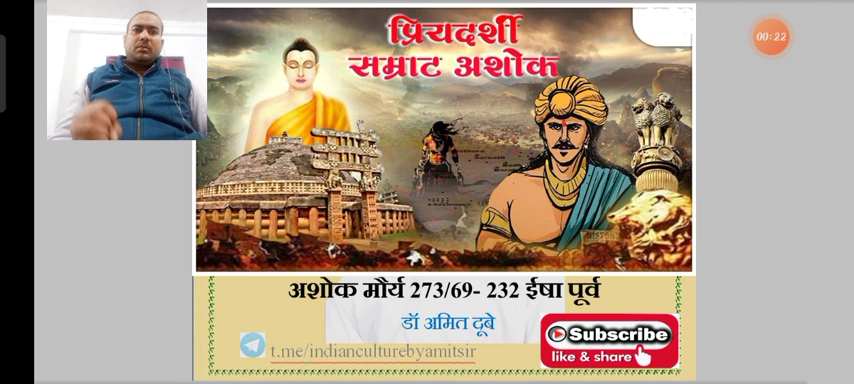 00:22
प्रियदर्शी
सम्राट अशोक
अशोक मौर्य 273/69- 232 ईषा पूर्व
डॉ अमित दूबे
t.me/indianculturebyamitsir
Subscribe
like & share